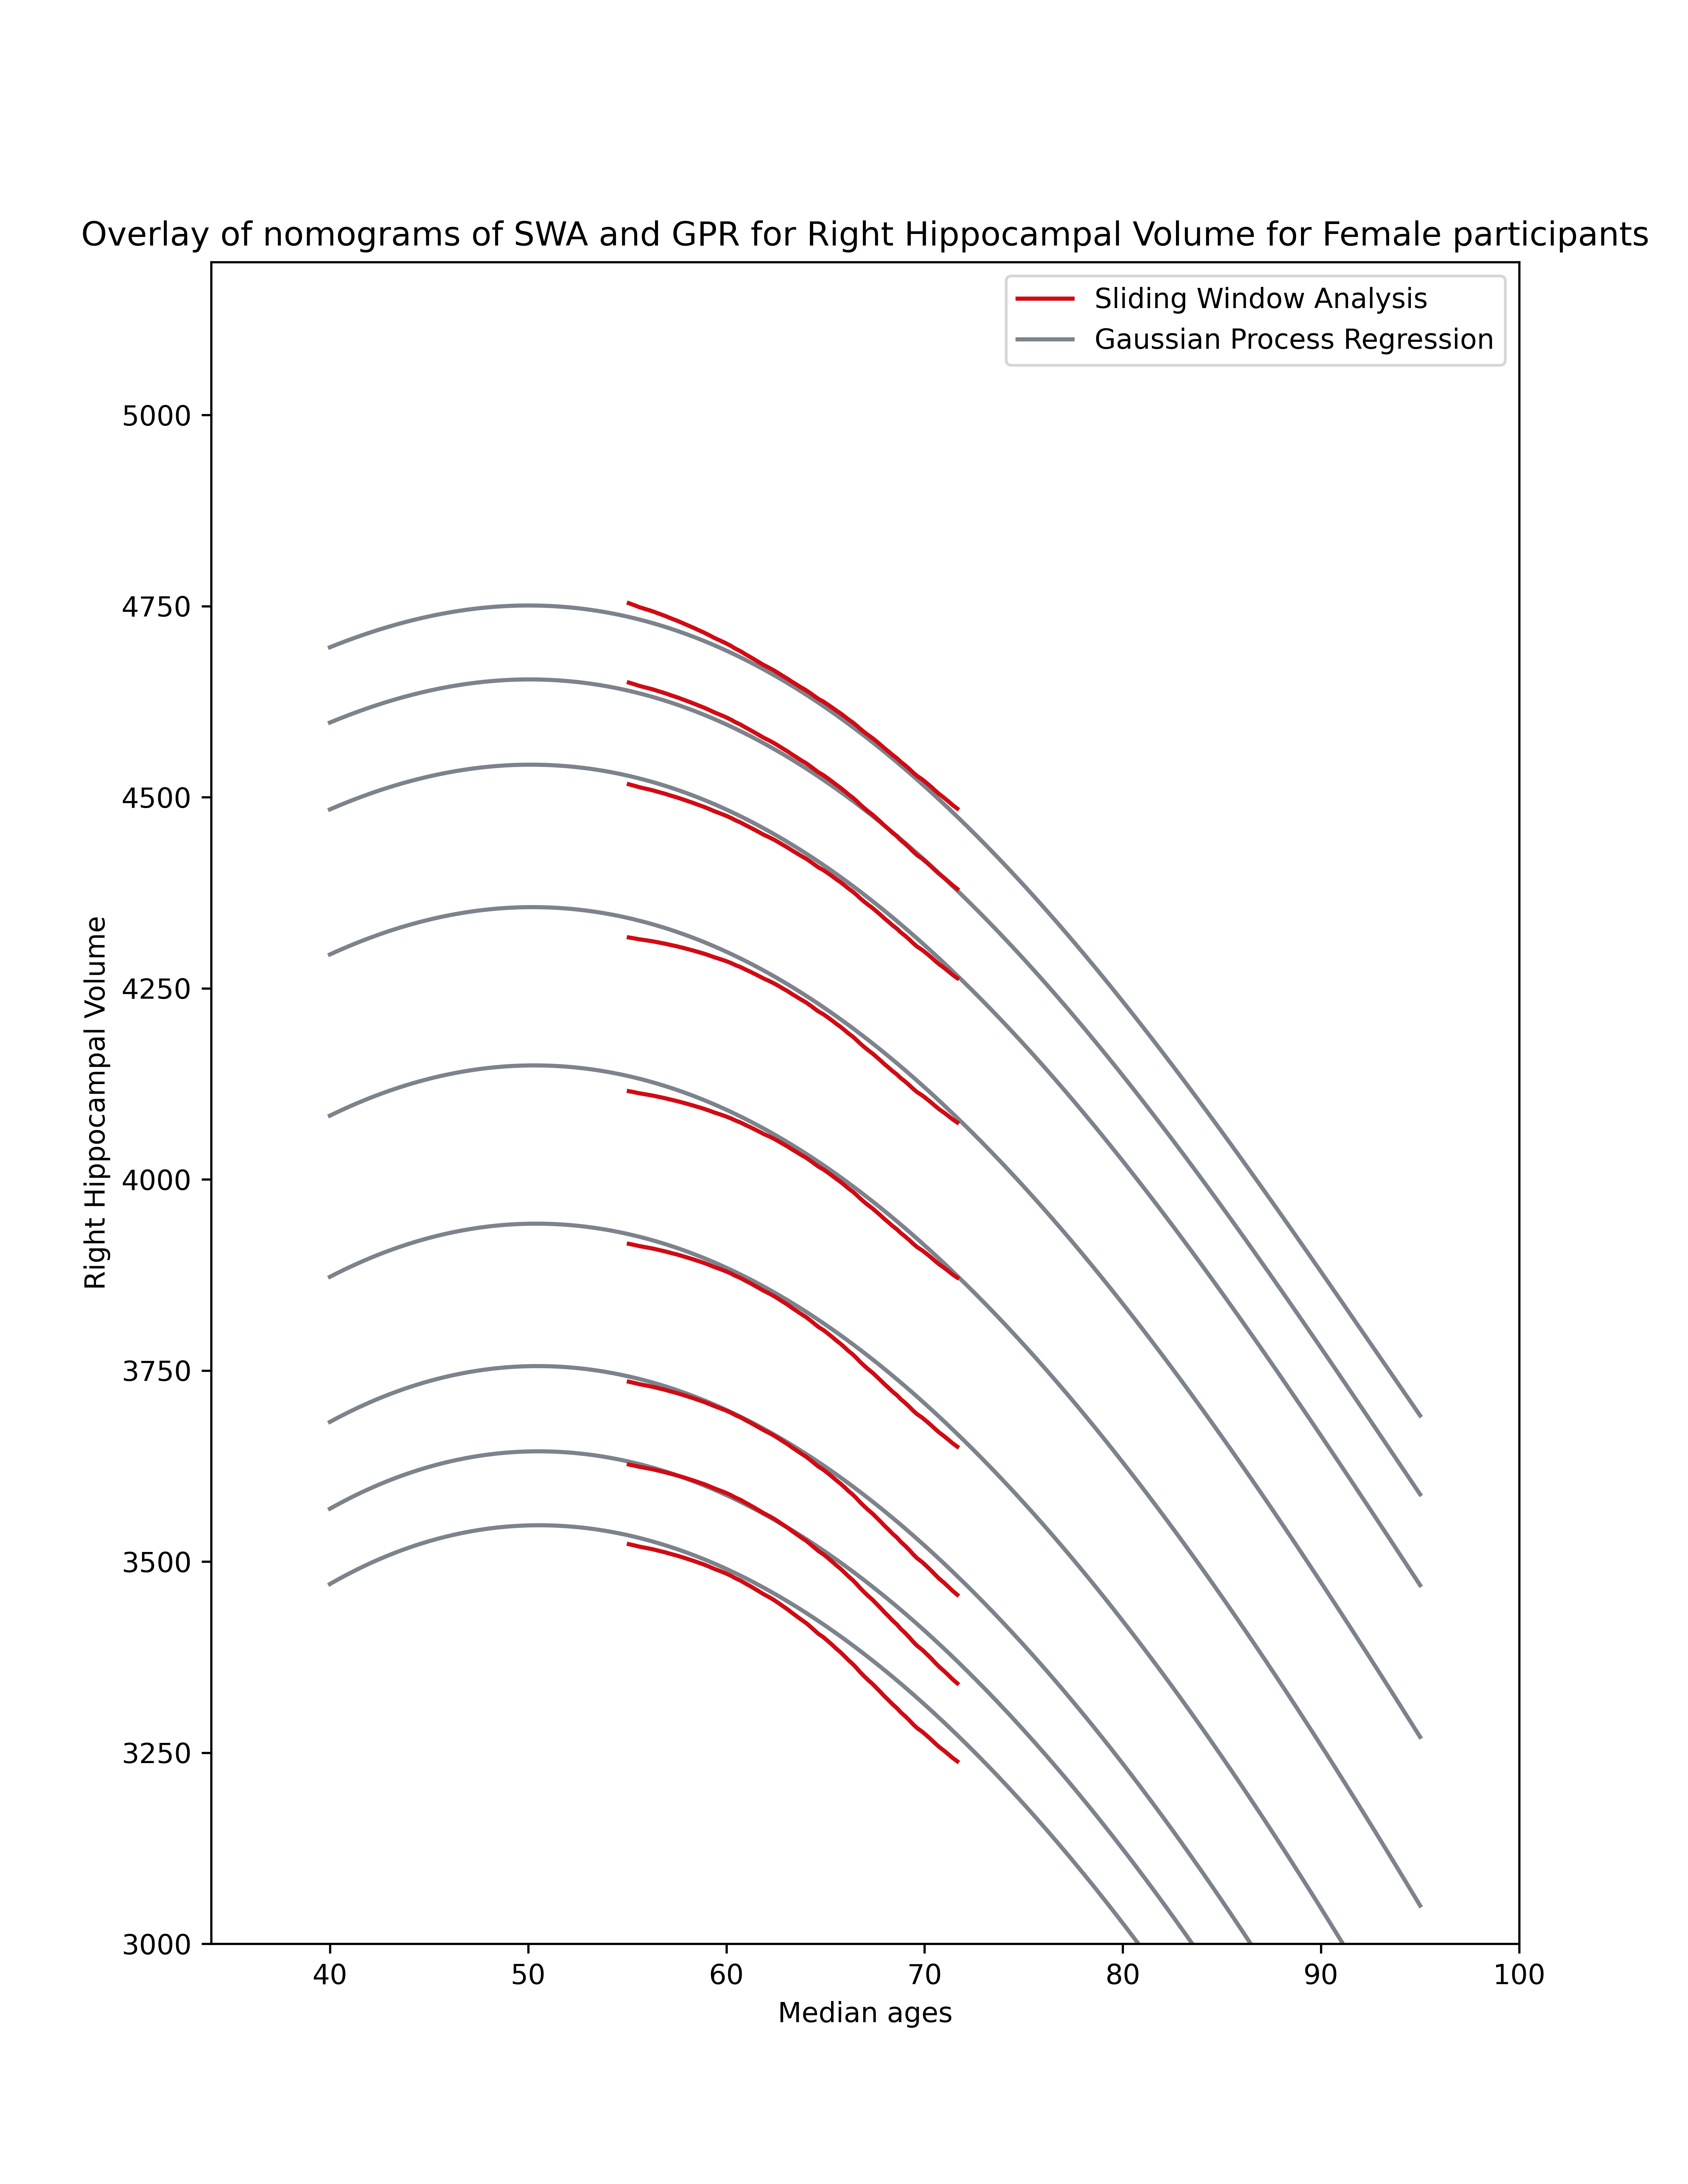 Overlay of nomograms of SWA and GPR for Right Hippocampal Volume for Female participants
Sliding Window Analysis
Gaussian Process Regression
5000
4750
4500
4250
4000
3750
3500
3250
3000
Right Hippocampal Volume
40 50 60 70 80 90 100
Median ages